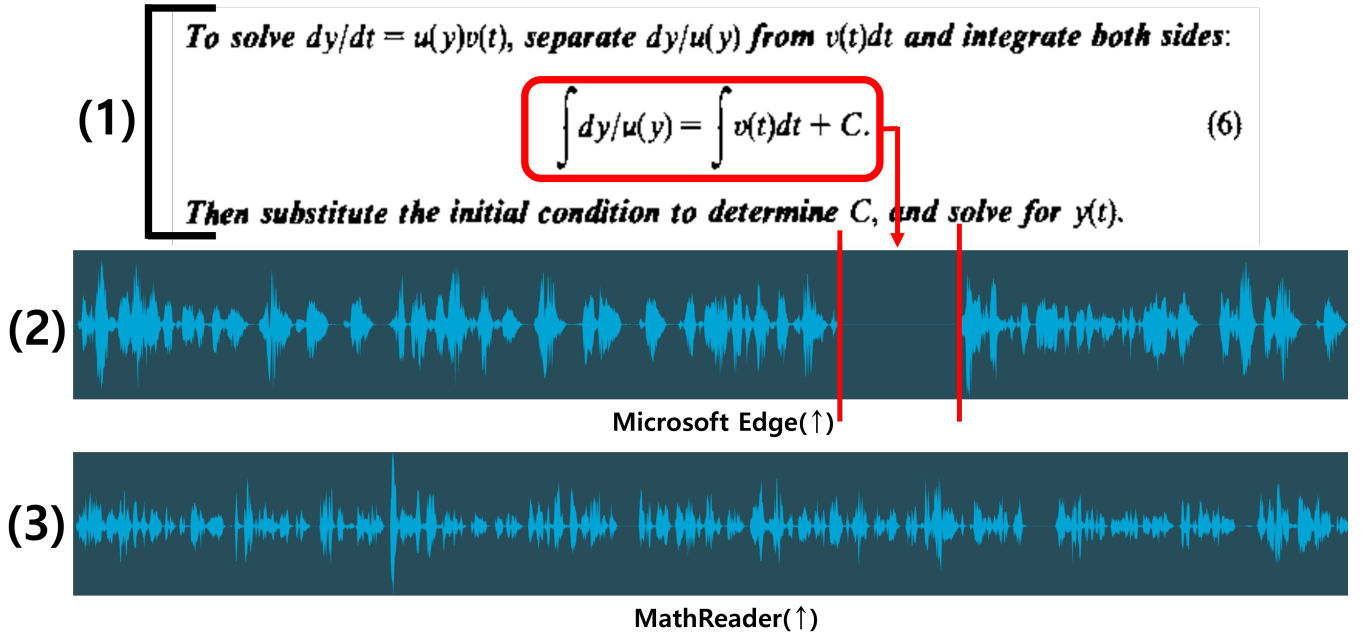 To solve dy/dt = u(y)v(t), separate dy/u(y) from v(t)dt and integrate both sides:
(1)
∫ dy/u(y) = ∫ v(t)dt + C.
(6)
Then substitute the initial condition to determine C, and solve for y(t).
(2)
Microsoft Edge(↑)
(3)
MathReader(↑)